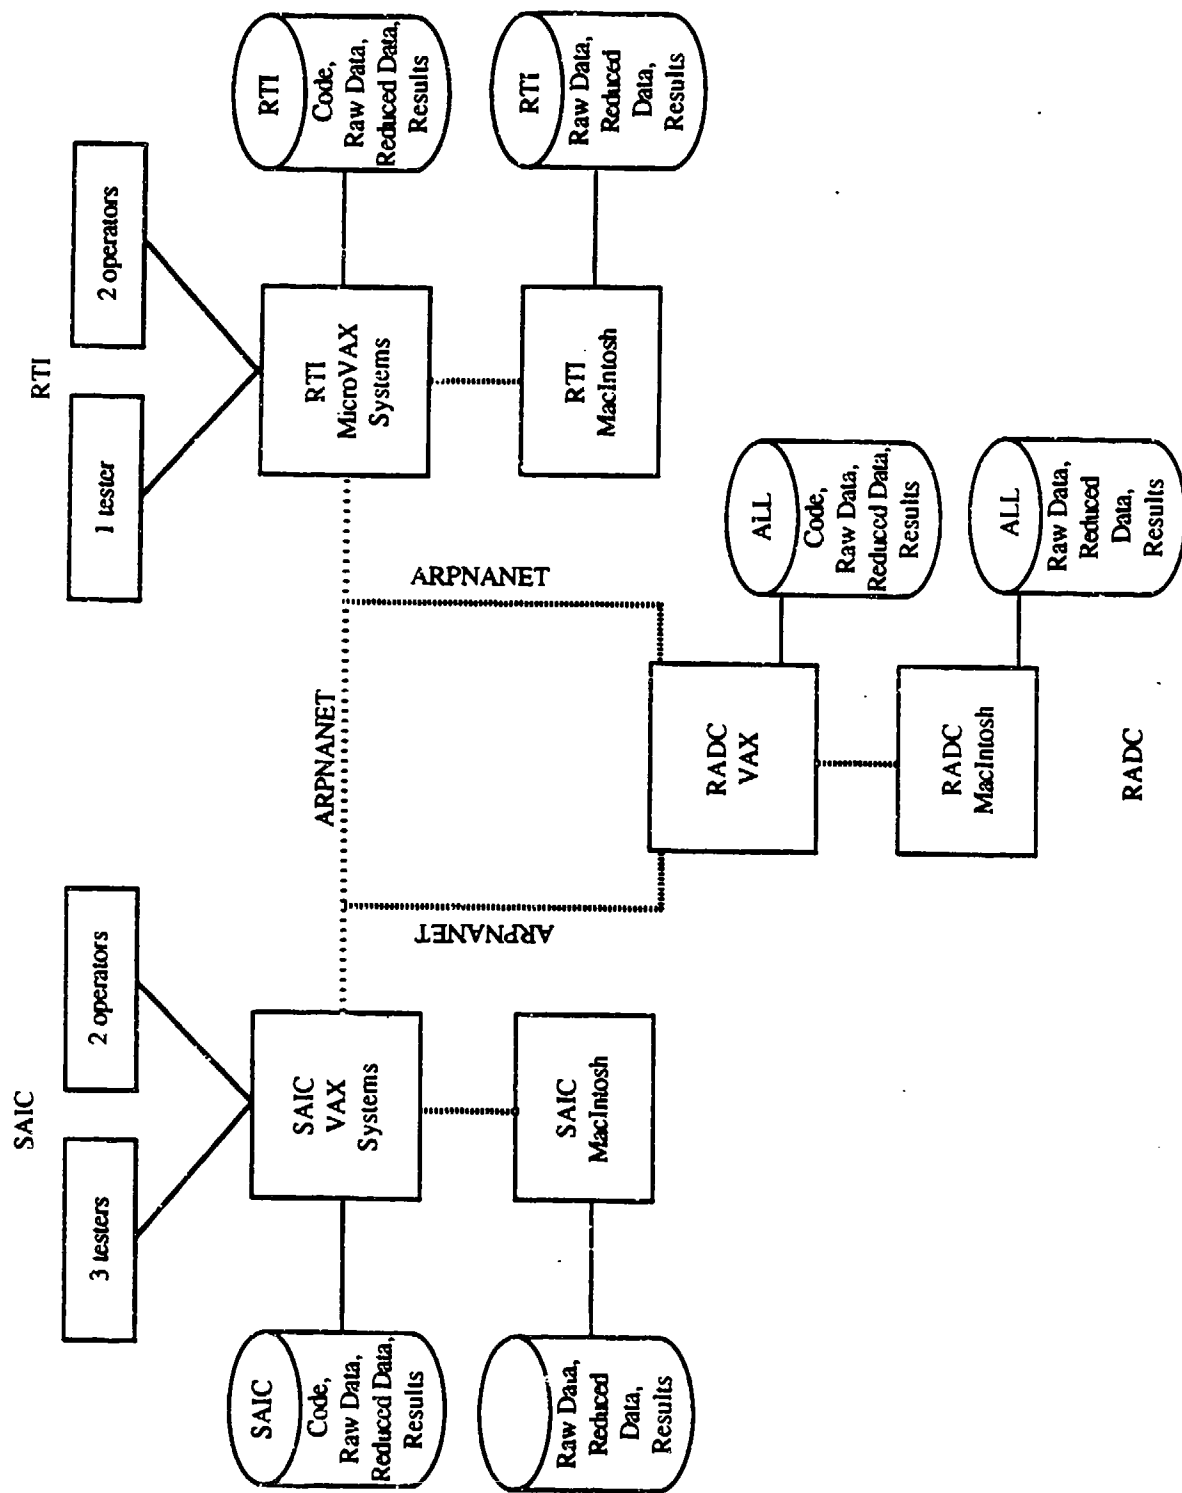 SAIC
RTI
3 testers
2 operators
1 tester
2 operators
SAIC
Code,
Raw Data,
Reduced Data,
Results
SAIC
VAX
Systems
ARPNANET
RTI
MicroVAX
Systems
RTI
Code,
Raw Data,
Reduced Data,
Results
ARPNANET
ARPNANET
Raw Data,
Reduced
Data,
Results
SAIC
MacIntosh
RTI
MacIntosh
RTI
Raw Data,
Reduced
Data,
Results
RADC
VAX
ALL
Code,
Raw Data,
Reduced Data,
Results
RADC
MacIntosh
ALL
Raw Data,
Reduced
Data,
Results
RADC